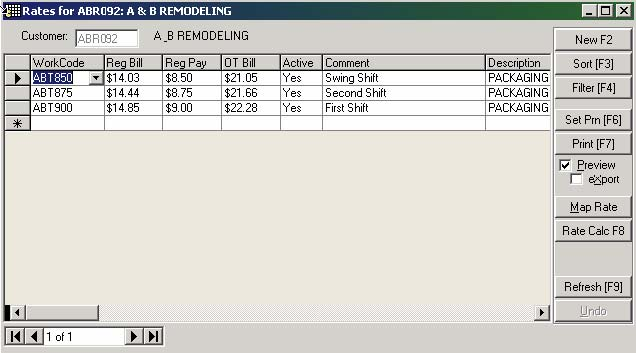 Rates for ABR092: A & B REMODELING
Customer: ABR092 A_B REMODELING
WorkCode Reg Bill Reg Pay OT Bill Active Comment Description
ABT850 $14.03 $8.50 $21.05 Yes Swing Shift PACKAGING
ABT875 $14.44 $8.75 $21.66 Yes Second Shift PACKAGING
ABT900 $14.85 $9.00 $22.28 Yes First Shift PACKAGING
New F2
Sort [F3]
Filter [F4]
Set Prn [F6]
Print [F7]
Preview
eXport
Map Rate
Rate Calc F8
Refresh [F9]
Undo
1 of 1